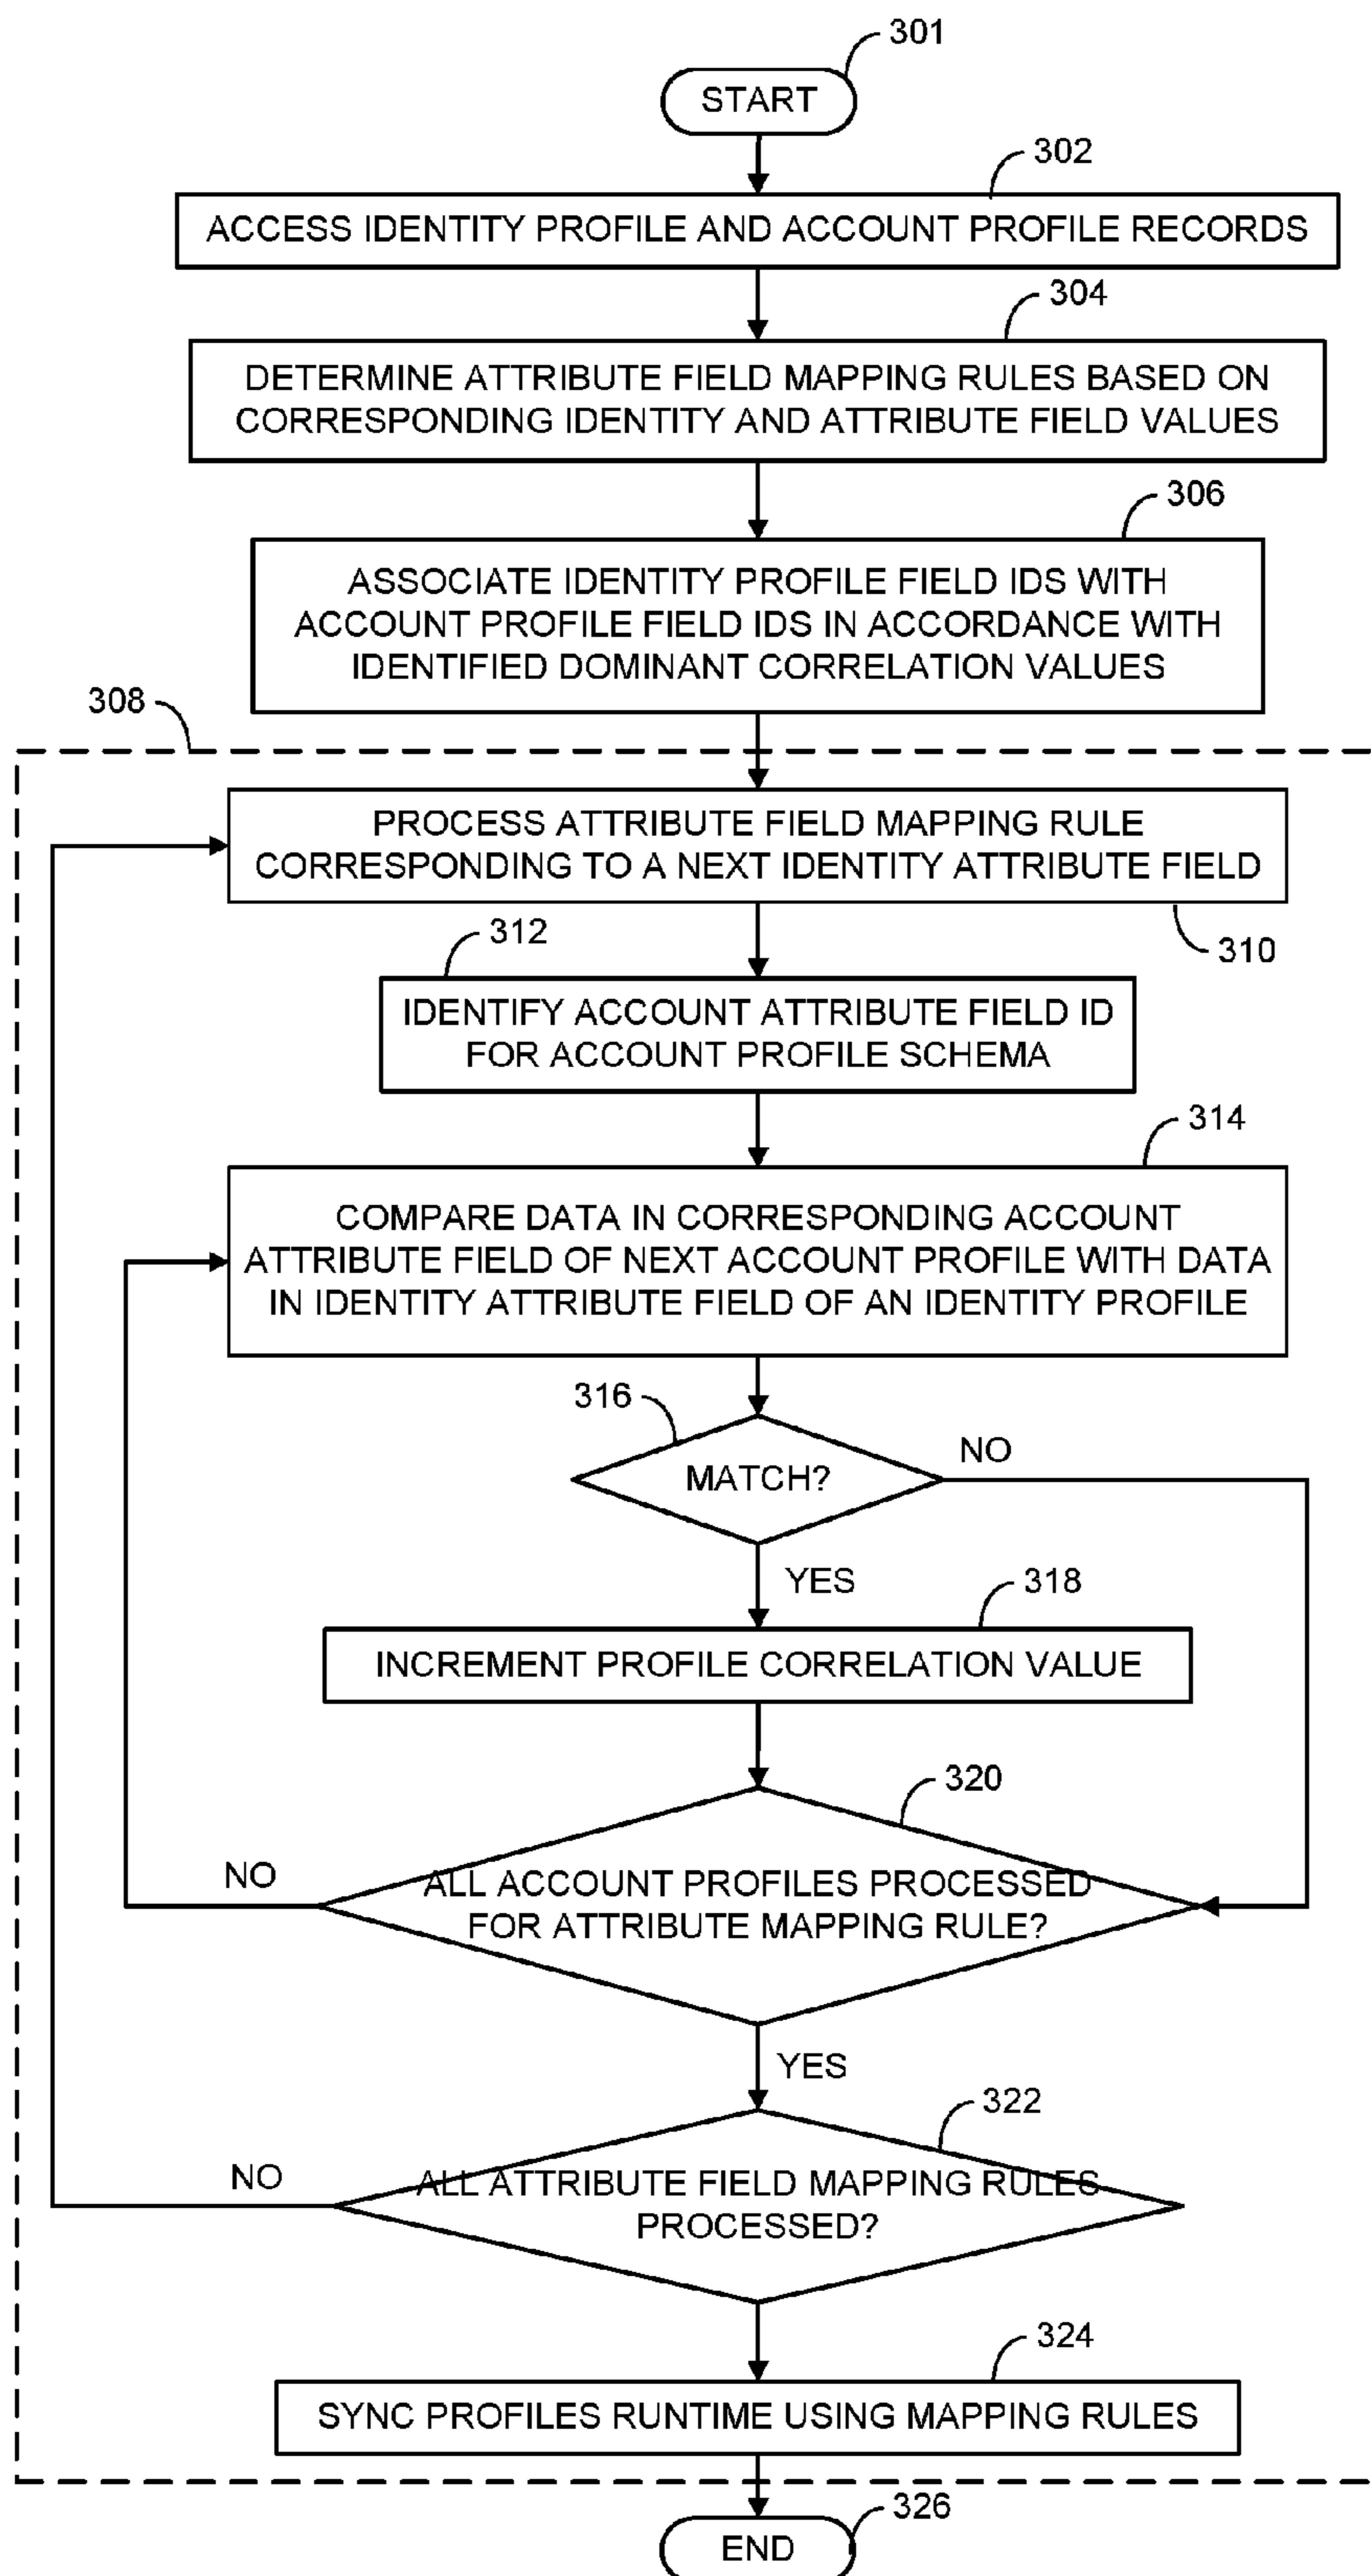 301
START
302
ACCESS IDENTITY PROFILE AND ACCOUNT PROFILE RECORDS
304
DETERMINE ATTRIBUTE FIELD MAPPING RULES BASED ON
CORRESPONDING IDENTITY AND ATTRIBUTE FIELD VALUES
306
ASSOCIATE IDENTITY PROFILE FIELD IDS WITH
ACCOUNT PROFILE FIELD IDS IN ACCORDANCE WITH
IDENTIFIED DOMINANT CORRELATION VALUES
308
PROCESS ATTRIBUTE FIELD MAPPING RULE
CORRESPONDING TO A NEXT IDENTITY ATTRIBUTE FIELD
310
312
IDENTIFY ACCOUNT ATTRIBUTE FIELD ID
FOR ACCOUNT PROFILE SCHEMA
314
COMPARE DATA IN CORRESPONDING ACCOUNT
ATTRIBUTE FIELD OF NEXT ACCOUNT PROFILE WITH DATA
IN IDENTITY ATTRIBUTE FIELD OF AN IDENTITY PROFILE
316
NO
MATCH?
YES
318
INCREMENT PROFILE CORRELATION VALUE
320
NO
ALL ACCOUNT PROFILES PROCESSED
FOR ATTRIBUTE MAPPING RULE?
YES
322
NO
ALL ATTRIBUTE FIELD MAPPING RULES
PROCESSED?
324
SYNC PROFILES RUNTIME USING MAPPING RULES
326
END